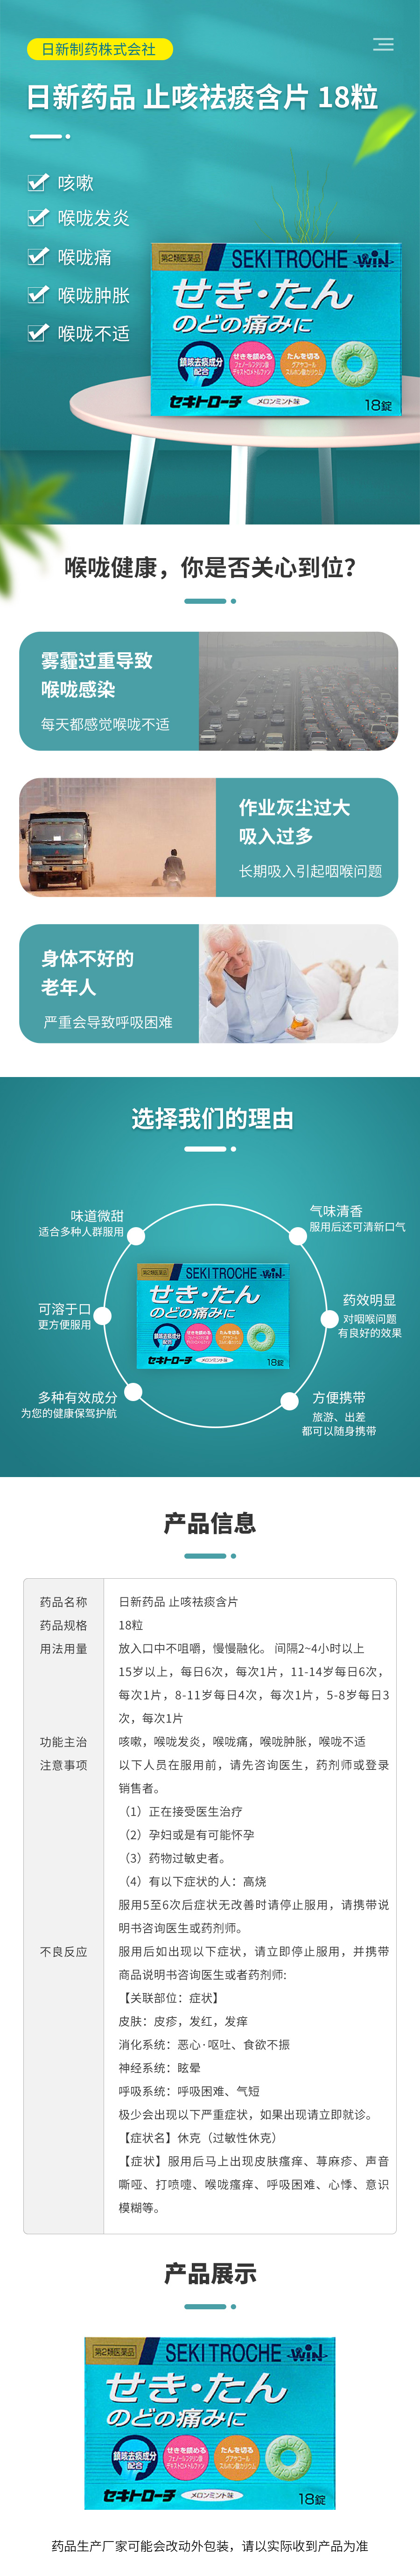 日新制药株式会社
日新药品 止咳祛痰含片 18粒
咳嗽
喉咙发炎
喉咙痛
喉咙肿胀
喉咙不适
第2類医薬品
SEKI TROCHE
WIN
せき・たん
のどの痛みに
鎮咳去痰成分
配合
せきを鎮める
たんを切る
セキトローチ
メロンミント味
18錠
喉咙健康，你是否关心到位？
雾霾过重导致
喉咙感染
每天都感觉喉咙不适
作业灰尘过大
吸入过多
长期吸入引起咽喉问题
身体不好的
老年人
严重会导致呼吸困难
选择我们的理由
味道微甜
适合多种人群服用
气味清香
服用后还可清新口气
可溶于口
更方便服用
药效明显
对咽喉问题
有良好的效果
多种有效成分
为您的健康保驾护航
方便携带
旅游、出差
都可以随身携带
第2類医薬品
SEKI TROCHE
WIN
せき・たん
のどの痛みに
鎮咳去痰成分
配合
せきを鎮める
たんを切る
セキトローチ
メロンミント味
18錠
产品信息
药品名称 日新药品 止咳祛痰含片
药品规格 18粒
用法用量 放入口中不咀嚼，慢慢融化。 间隔2~4小时以上
15岁以上，每日6次，每次1片，11-14岁每日6次，
每次1片，8-11岁每日4次，每次1片，5-8岁每日3
次，每次1片
功能主治 咳嗽，喉咙发炎，喉咙痛，喉咙肿胀，喉咙不适
注意事项 以下人员在服用前，请先咨询医生，药剂师或登录
销售者。
（1）正在接受医生治疗
（2）孕妇或是有可能怀孕
（3）药物过敏史者。
（4）有以下症状的人：高烧
服用5至6次后症状无改善时请停止服用，请携带说
明书咨询医生或药剂师。
不良反应 服用后如出现以下症状，请立即停止服用，并携带
商品说明书咨询医生或者药剂师:
【关联部位：症状】
皮肤：皮疹，发红，发痒
消化系统：恶心·呕吐、食欲不振
神经系统：眩晕
呼吸系统：呼吸困难、气短
极少会出现以下严重症状，如果出现请立即就诊。
【症状名】休克（过敏性休克）
【症状】服用后马上出现皮肤瘙痒、荨麻疹、声音
嘶哑、打喷嚏、喉咙瘙痒、呼吸困难、心悸、意识
模糊等。
产品展示
第2類医薬品
SEKI TROCHE
WIN
せき・たん
のどの痛みに
鎮咳去痰成分
配合
せきを鎮める
たんを切る
セキトローチ
メロンミント味
18錠
药品生产厂家可能会改动外包装，请以实际收到产品为准